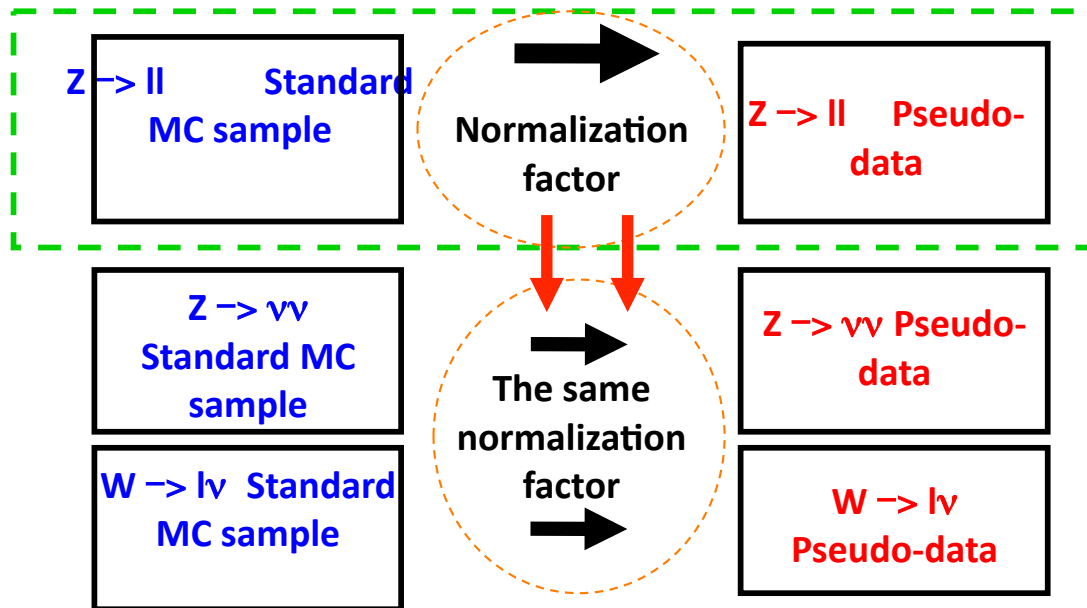 Z —> ll Standard
MC sample
Normalization
factor
Z —> ll Pseudo-
data
Z —> νν
Standard MC
sample
The same
normalization
factor
Z —> νν Pseudo-
data
W —> lν Standard
MC sample
W —> lν
Pseudo-data